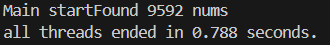 Main startFound 9592 nums
all threads ended in 0.788 seconds.